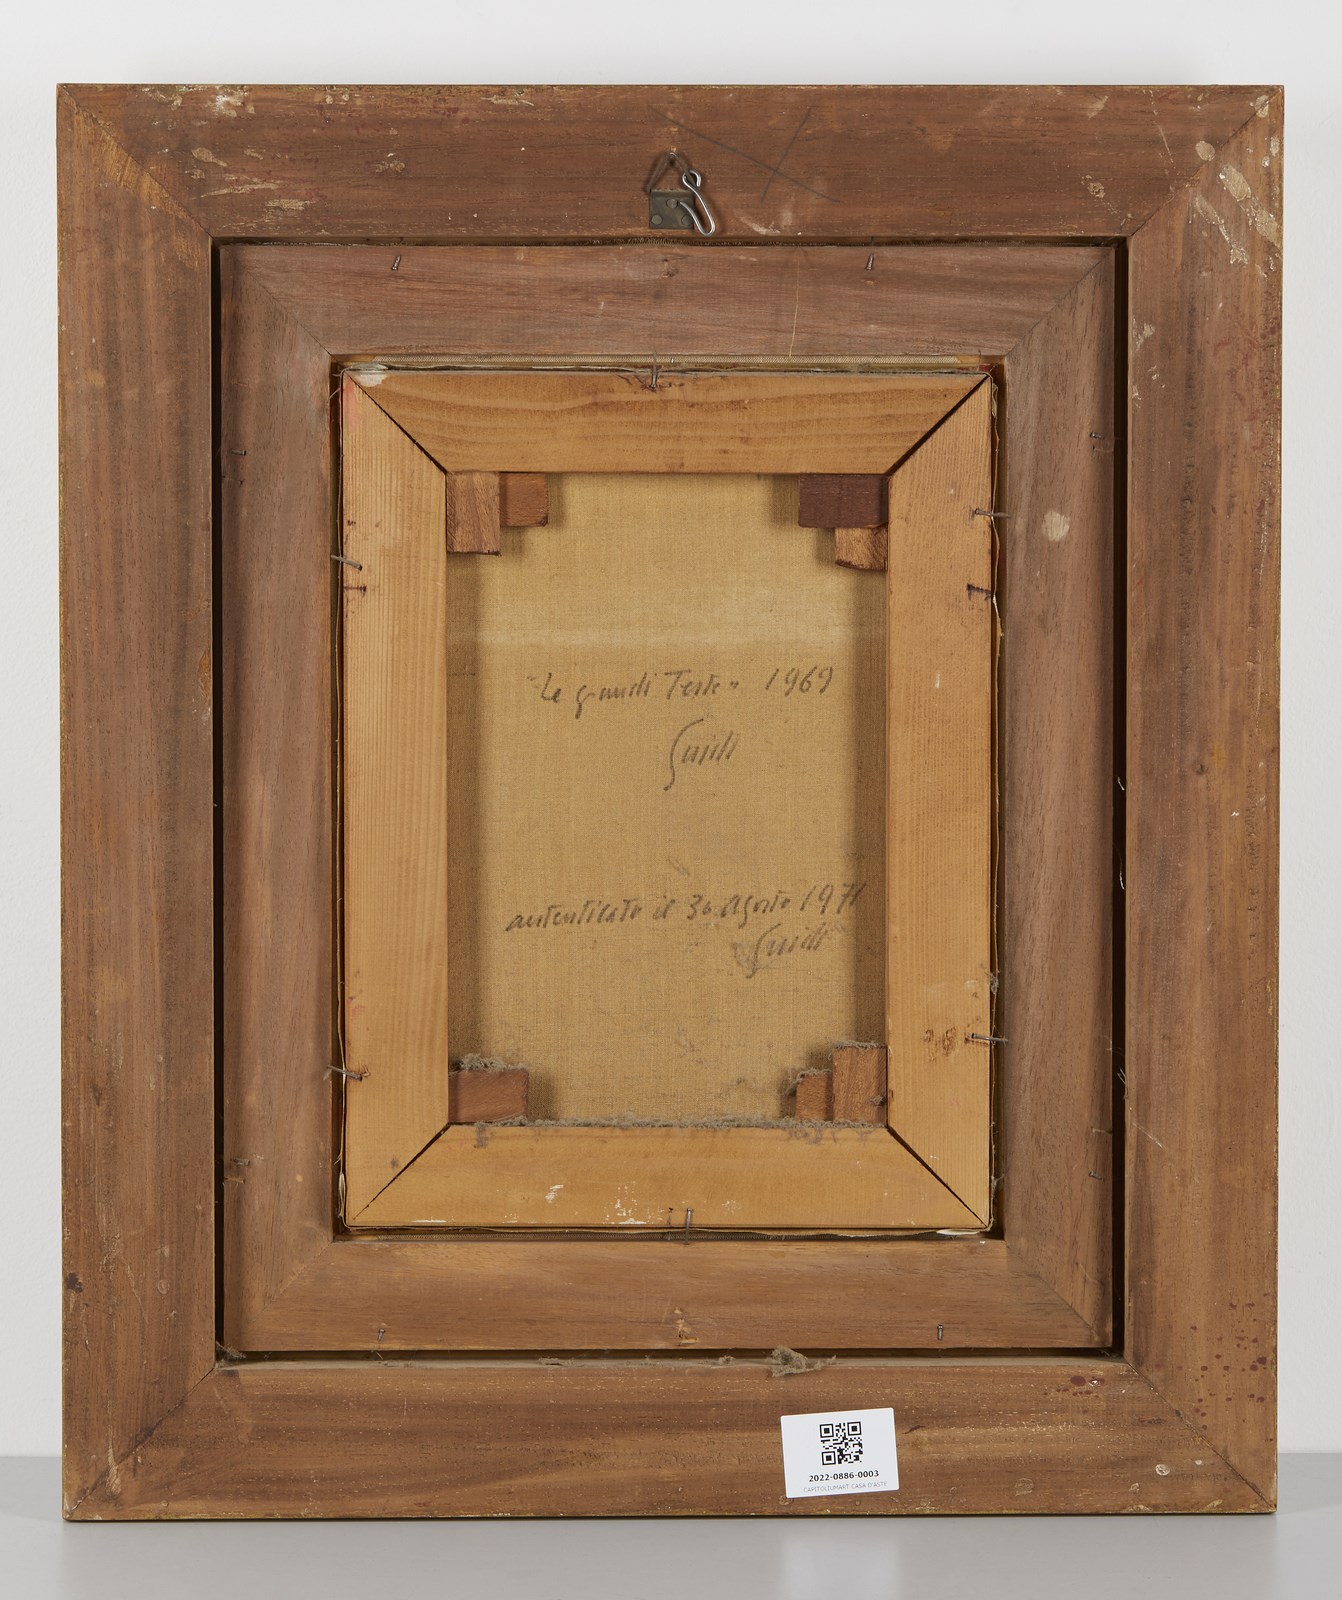 "Le grandi Teste" 1969
Guidi
autenticato il 30 Agosto 1971
Guidi
2022-0886-0003
CAPITOLIUMART CASA D'ASTE